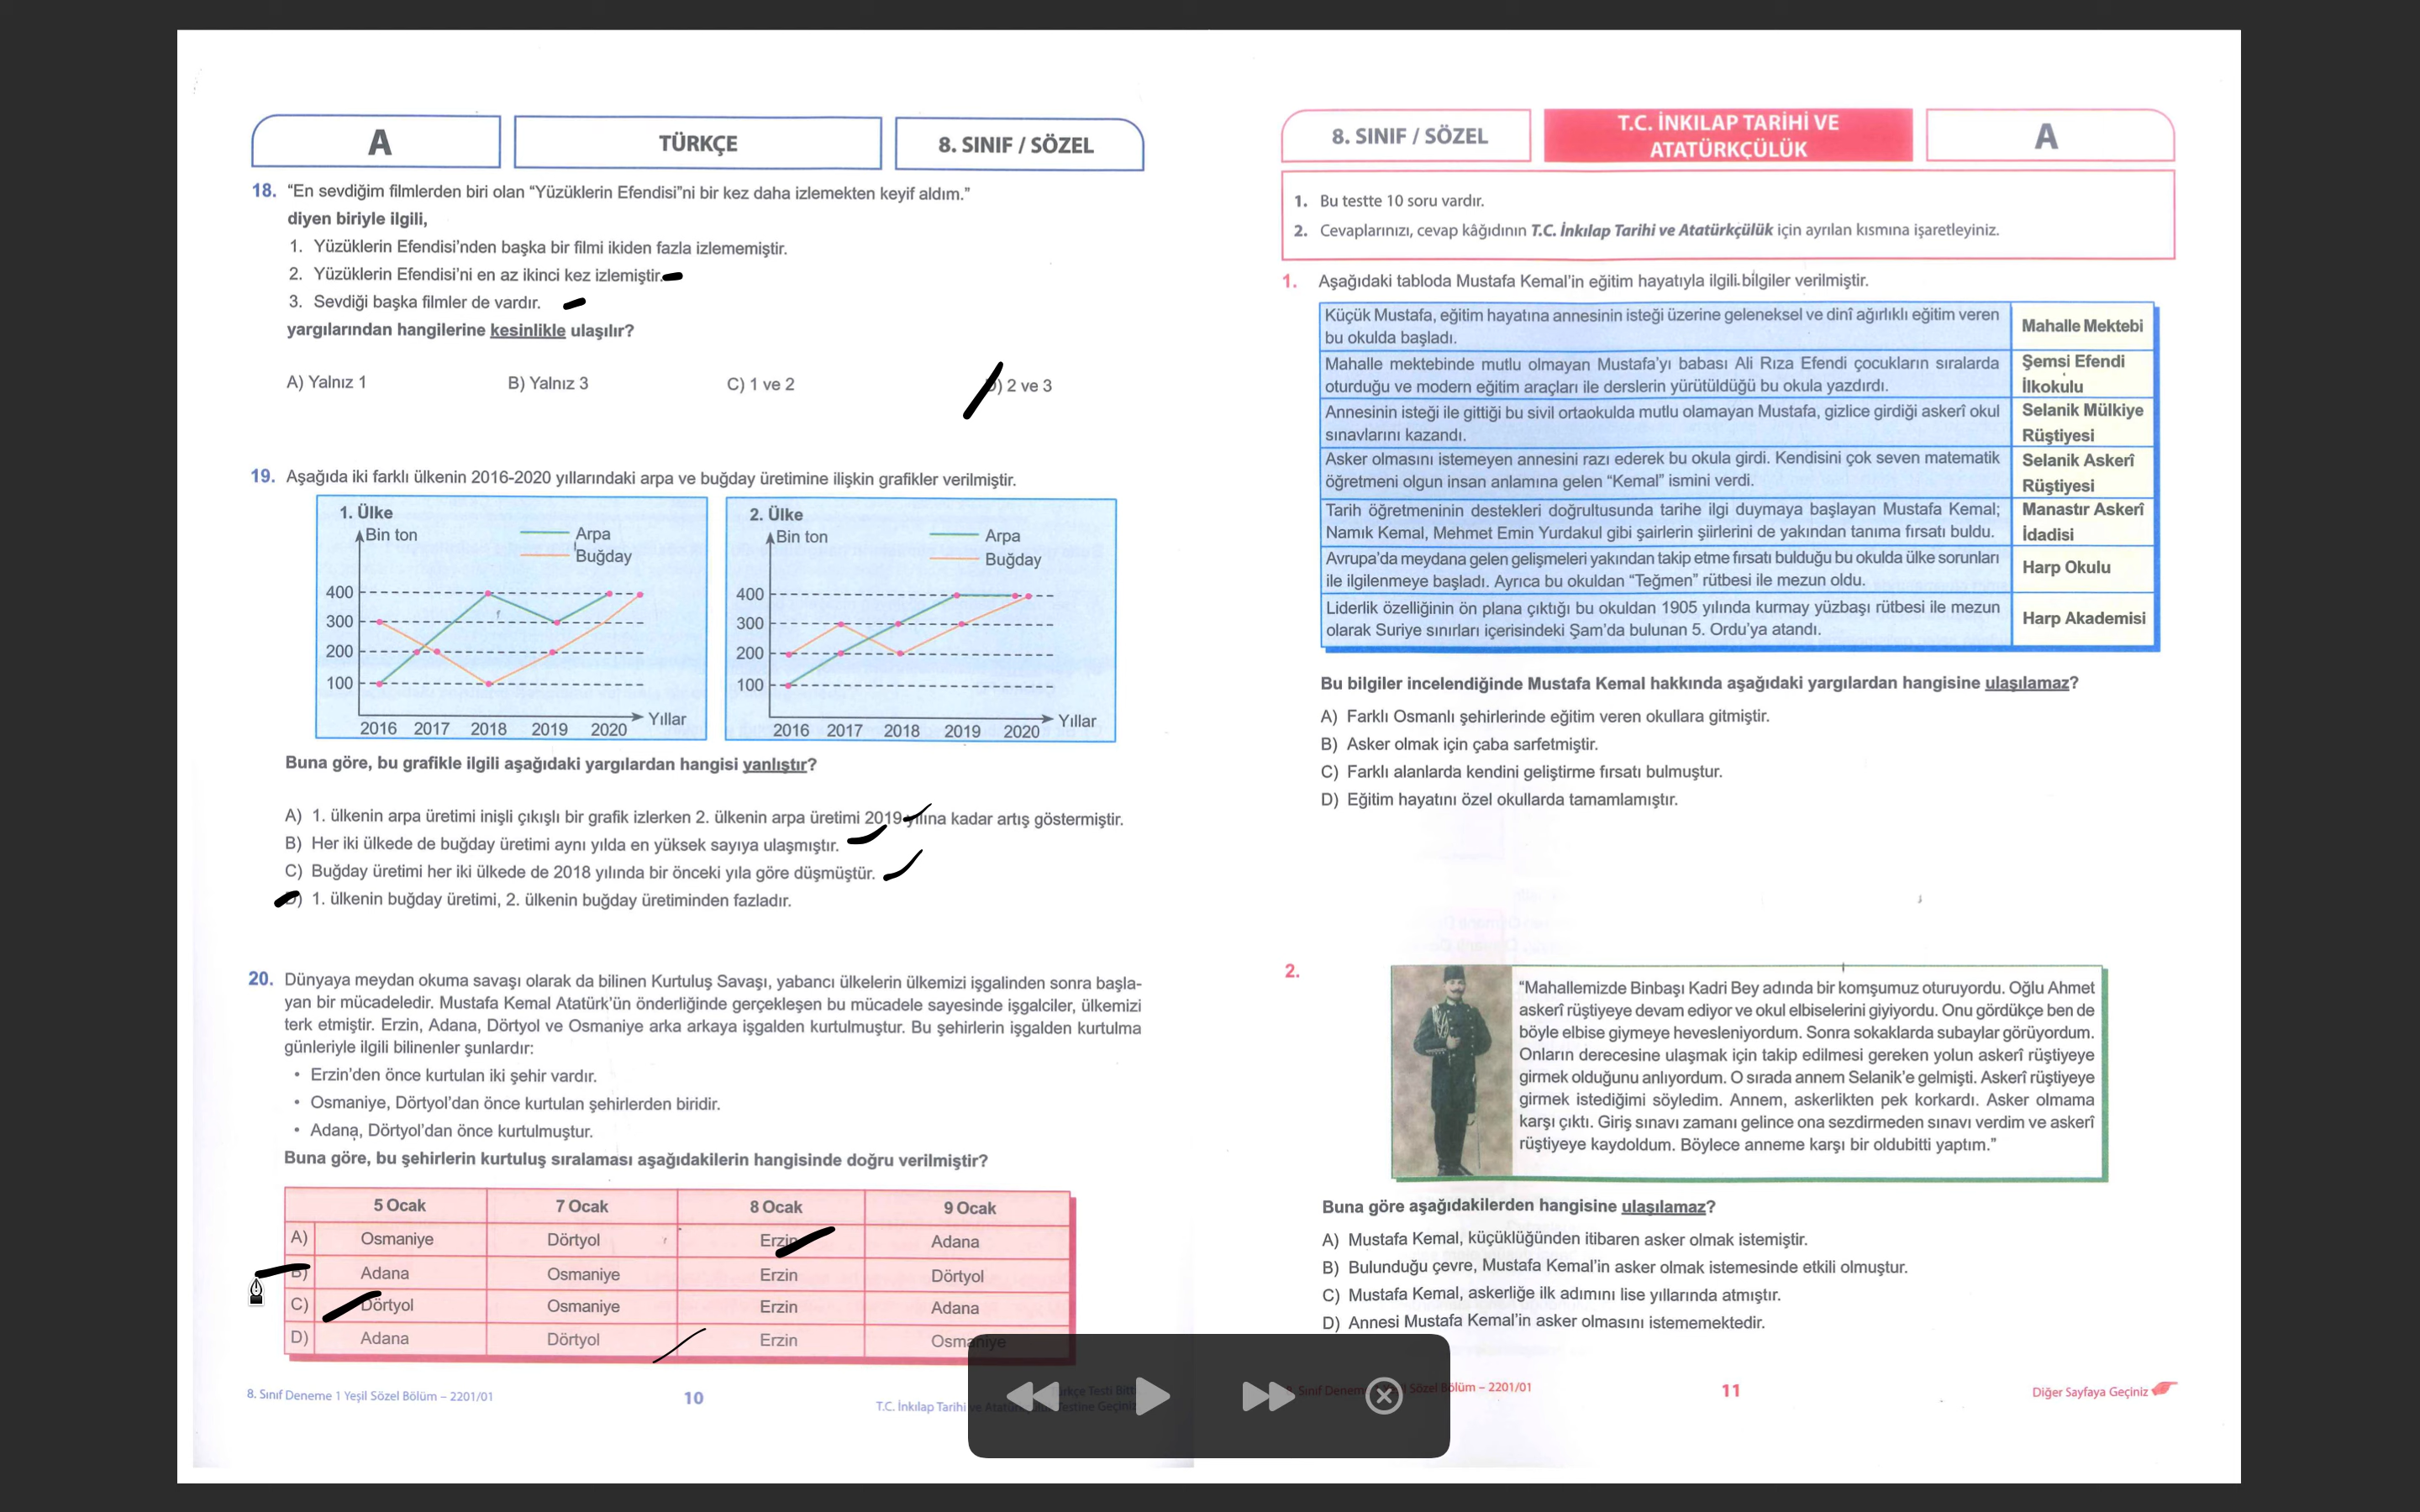 A
TÜRKÇE
8. SINIF / SÖZEL
18. “En sevdiğim filmlerden biri olan “Yüzüklerin Efendisi”ni bir kez daha izlemekten keyif aldım.”
diyen biriyle ilgili,
1. Yüzüklerin Efendisi’nden başka bir filmi ikiden fazla izlememiştir.
2. Yüzüklerin Efendisi’ni en az ikinci kez izlemiştir.
3. Sevdiği başka filmler de vardır.
yargılarından hangilerine kesinlikle ulaşılır?
A) Yalnız 1 B) Yalnız 3 C) 1 ve 2 D) 2 ve 3
19. Aşağıda iki farklı ülkenin 2016-2020 yıllarındaki arpa ve buğday üretimine ilişkin grafikler verilmiştir.
1. Ülke
Bin ton
Arpa
Buğday
400
300
200
100
2016 2017 2018 2019 2020
Yıllar
2. Ülke
Bin ton
Arpa
Buğday
400
300
200
100
2016 2017 2018 2019 2020
Yıllar
Buna göre, bu grafikle ilgili aşağıdaki yargılardan hangisi yanlıştır?
A) 1. ülkenin arpa üretimi inişli çıkışlı bir grafik izlerken 2. ülkenin arpa üretimi 2019 yılına kadar artış göstermiştir.
B) Her iki ülkede de buğday üretimi aynı yılda en yüksek sayıya ulaşmıştır.
C) Buğday üretimi her iki ülkede de 2018 yılında bir önceki yıla göre düşmüştür.
D) 1. ülkenin buğday üretimi, 2. ülkenin buğday üretiminden fazladır.
20. Dünyaya meydan okuma savaşı olarak da bilinen Kurtuluş Savaşı, yabancı ülkelerin ülkemizi işgalinden sonra başla-
yan bir mücadeledir. Mustafa Kemal Atatürk’ün önderliğinde gerçekleşen bu mücadele sayesinde işgalciler, ülkemizi
terk etmiştir. Erzin, Adana, Dörtyol ve Osmaniye arka arkaya işgalden kurtulmuştur. Bu şehirlerin işgalden kurtulma
günleriyle ilgili bilinenler şunlardır:
• Erzin’den önce kurtulan iki şehir vardır.
• Osmaniye, Dörtyol’dan önce kurtulan şehirlerden biridir.
• Adana, Dörtyol’dan önce kurtulmuştur.
Buna göre, bu şehirlerin kurtuluş sıralaması aşağıdakilerin hangisinde doğru verilmiştir?
5 Ocak 7 Ocak 8 Ocak 9 Ocak
A) Osmaniye Dörtyol Erzin Adana
B) Adana Osmaniye Erzin Dörtyol
C) Dörtyol Osmaniye Erzin Adana
D) Adana Dörtyol Erzin Osmaniye
8. Sınıf Deneme 1 Yeşil Sözel Bölüm – 2201/01
10
Türkçe Testi Bitti
T.C. İnkılap Tarihi ve Atatürkçülük Testine Geçiniz
8. SINIF / SÖZEL
T.C. İNKILAP TARİHİ VE
ATATÜRKÇÜLÜK
A
1. Bu testte 10 soru vardır.
2. Cevaplarınızı, cevap kâğıdının T.C. İnkılap Tarihi ve Atatürkçülük için ayrılan kısmına işaretleyiniz.
1. Aşağıdaki tabloda Mustafa Kemal’in eğitim hayatıyla ilgili bilgiler verilmiştir.
Küçük Mustafa, eğitim hayatına annesinin isteği üzerine geleneksel ve dinî ağırlıklı eğitim veren
bu okulda başladı.
Mahalle Mektebi
Mahalle mektebinde mutlu olmayan Mustafa’yı babası Ali Rıza Efendi çocukların sıralarda
oturduğu ve modern eğitim araçları ile derslerin yürütüldüğü bu okula yazdırdı.
Şemsi Efendi
İlkokulu
Annesinin isteği ile gittiği bu sivil ortaokulda mutlu olamayan Mustafa, gizlice girdiği askerî okul
sınavlarını kazandı.
Selanik Mülkiye
Rüştiyesi
Asker olmasını istemeyen annesini razı ederek bu okula girdi. Kendisini çok seven matematik
öğretmeni olgun insan anlamına gelen “Kemal” ismini verdi.
Selanik Askerî
Rüştiyesi
Tarih öğretmeninin destekleri doğrultusunda tarihe ilgi duymaya başlayan Mustafa Kemal;
Namık Kemal, Mehmet Emin Yurdakul gibi şairlerin şiirlerini de yakından tanıma fırsatı buldu.
Manastır Askerî
İdadisi
Avrupa’da meydana gelen gelişmeleri yakından takip etme fırsatı bulduğu bu okulda ülke sorunları
ile ilgilenmeye başladı. Ayrıca bu okuldan “Teğmen” rütbesi ile mezun oldu.
Harp Okulu
Liderlik özelliğinin ön plana çıktığı bu okuldan 1905 yılında kurmay yüzbaşı rütbesi ile mezun
olarak Suriye sınırları içerisindeki Şam’da bulunan 5. Ordu’ya atandı.
Harp Akademisi
Bu bilgiler incelendiğinde Mustafa Kemal hakkında aşağıdaki yargılardan hangisine ulaşılamaz?
A) Farklı Osmanlı şehirlerinde eğitim veren okullara gitmiştir.
B) Asker olmak için çaba sarfetmiştir.
C) Farklı alanlarda kendini geliştirme fırsatı bulmuştur.
D) Eğitim hayatını özel okullarda tamamlamıştır.
2.
“Mahallemizde Binbaşı Kadri Bey adında bir komşumuz oturuyordu. Oğlu Ahmet
askerî rüştiyeye devam ediyor ve okul elbiselerini giyiyordu. Onu gördükçe ben de
böyle elbise giymeye hevesleniyordum. Sonra sokaklarda subaylar görüyordum.
Onların derecesine ulaşmak için takip edilmesi gereken yolun askerî rüştiyeye
girmek olduğunu anlıyordum. O sırada annem Selanik’e gelmişti. Askerî rüştiyeye
girmek istediğimi söyledim. Annem, askerlikten pek korkardı. Asker olmama
karşı çıktı. Giriş sınavı zamanı gelince ona sezdirmeden sınavı verdim ve askerî
rüştiyeye kaydoldum. Böylece anneme karşı bir oldubitti yaptım.”
Buna göre aşağıdakilerden hangisine ulaşılamaz?
A) Mustafa Kemal, küçüklüğünden itibaren asker olmak istemiştir.
B) Bulunduğu çevre, Mustafa Kemal’in asker olmak istemesinde etkili olmuştur.
C) Mustafa Kemal, askerliğe ilk adımını lise yıllarında atmıştır.
D) Annesi Mustafa Kemal’in asker olmasını istememektedir.
8. Sınıf Deneme Sözel Bölüm – 2201/01
11
Diğer Sayfaya Geçiniz